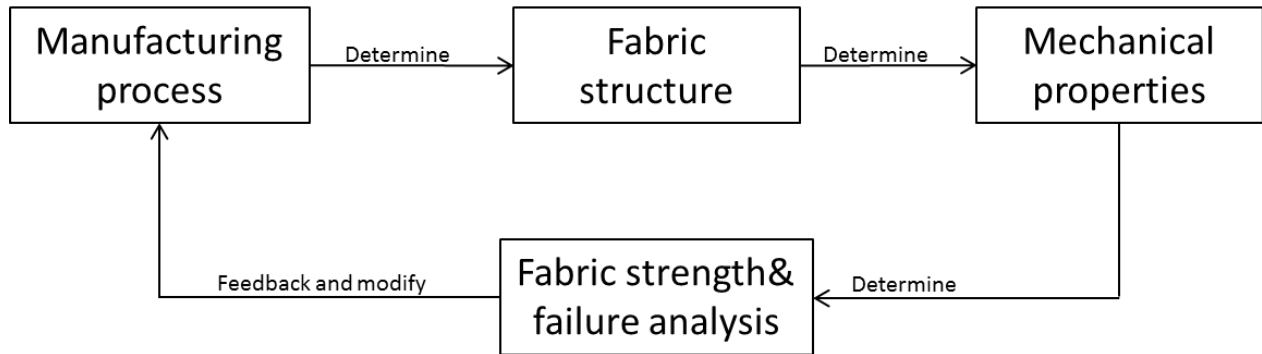 Manufacturing
process
Determine
Fabric
structure
Determine
Mechanical
properties
Determine
Fabric strength&
failure analysis
Feedback and modify